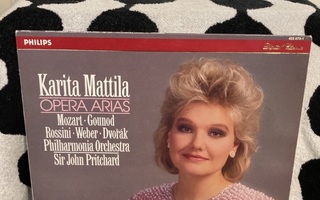 PHILIPS
Karita Mattila
OPERA ARIAS
Mozart · Gounod
Rossini · Weber · Dvořák
Philharmonia Orchestra
Sir John Pritchard